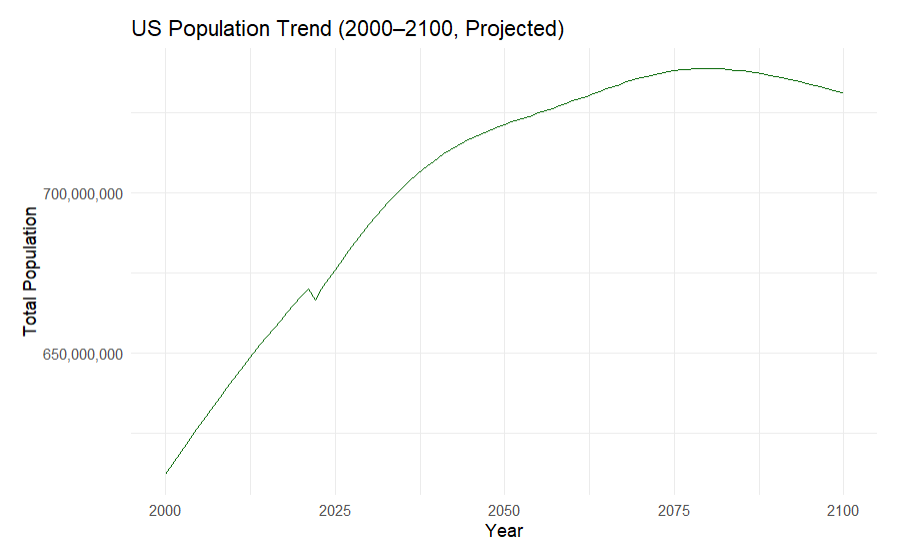 US Population Trend (2000–2100, Projected)
Total Population
700,000,000
650,000,000
2000 2025 2050 2075 2100
Year